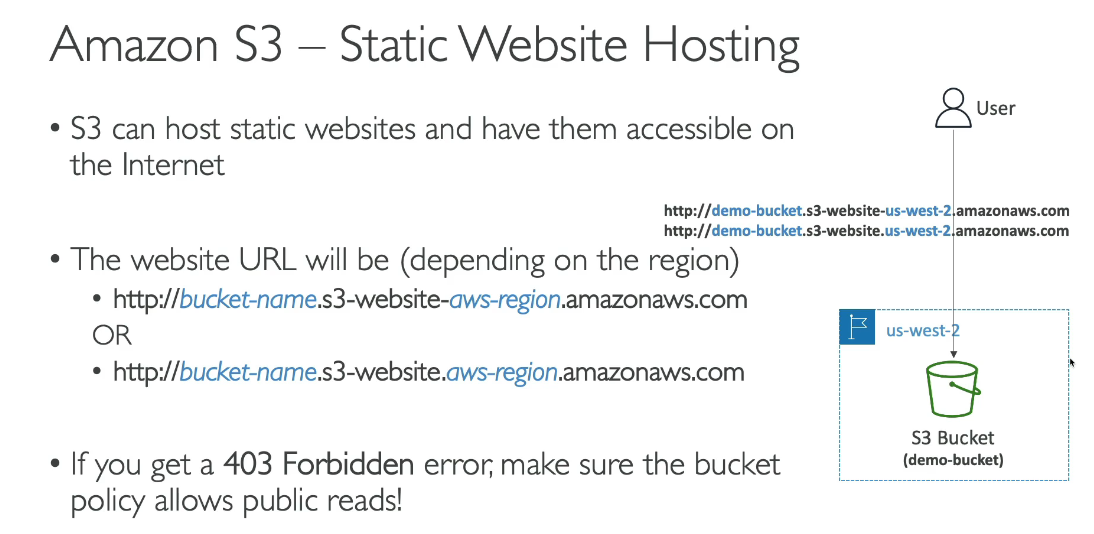 Amazon S3 – Static Website Hosting
• S3 can host static websites and have them accessible on
the Internet
• The website URL will be (depending on the region)
• http://bucket-name.s3-website-aws-region.amazonaws.com
OR
• http://bucket-name.s3-website.aws-region.amazonaws.com
• If you get a 403 Forbidden error, make sure the bucket
policy allows public reads!
User
http://demo-bucket.s3-website-us-west-2.amazonaws.com
http://demo-bucket.s3-website.us-west-2.amazonaws.com
us-west-2
S3 Bucket
(demo-bucket)